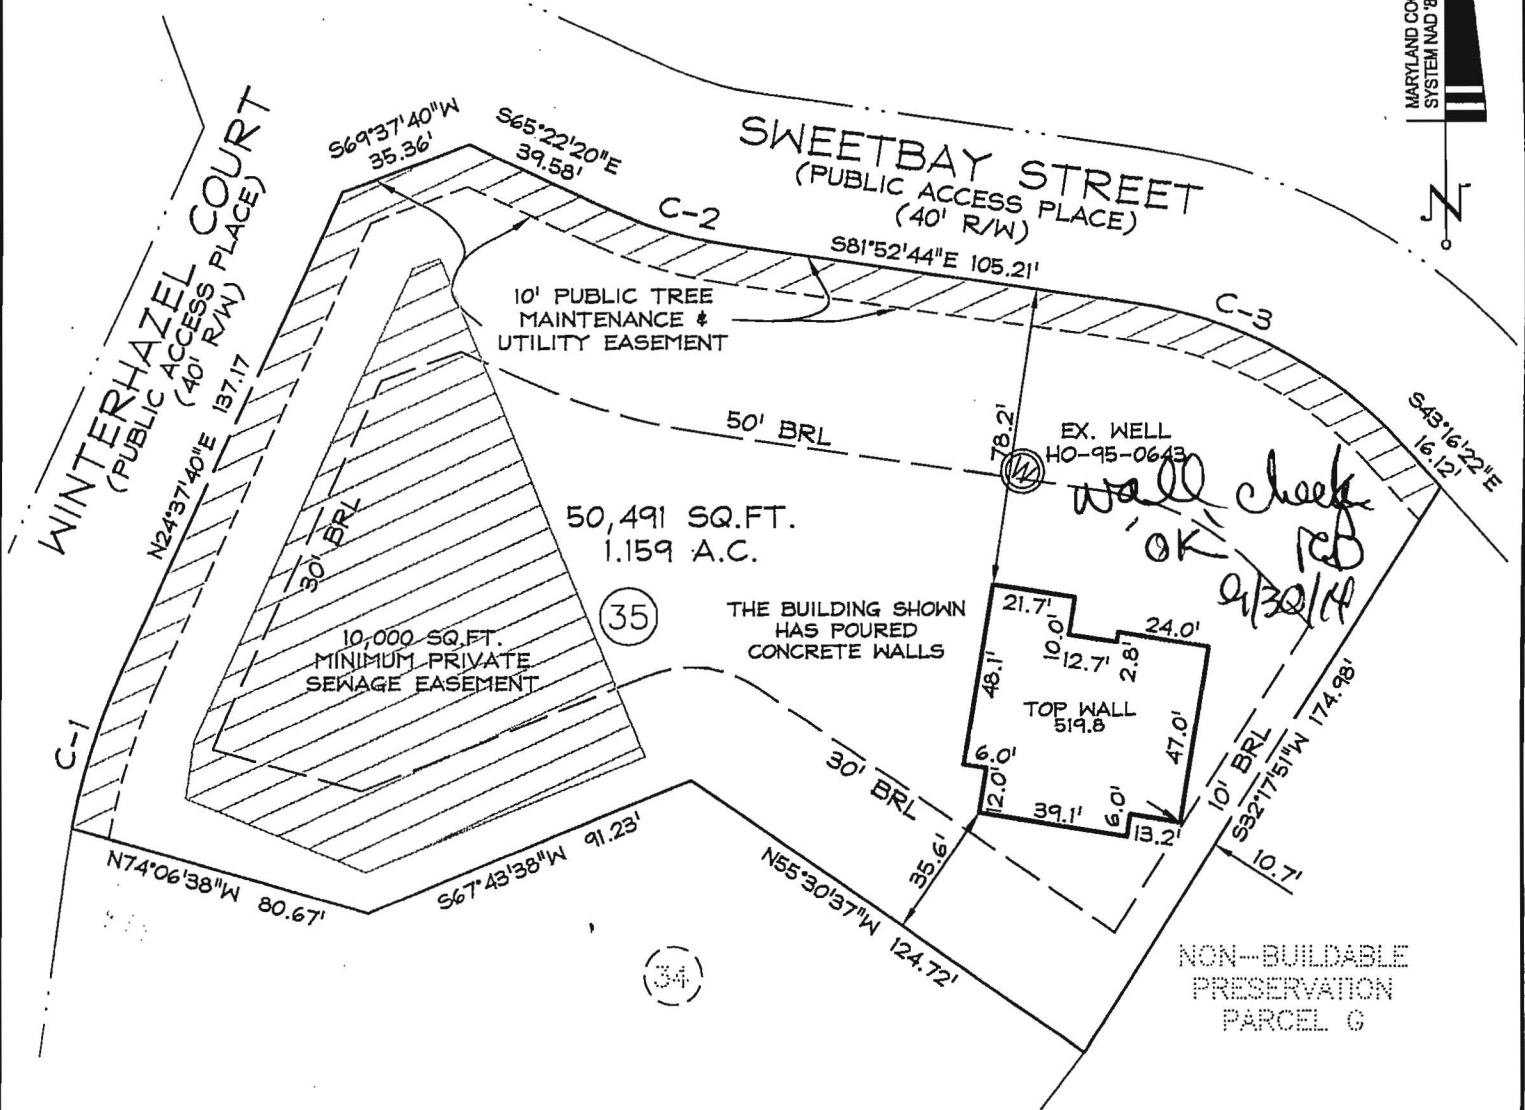 MARYLAND CO
SYSTEM NAD '8
N
WINTERHAZEL COURT
(PUBLIC ACCESS PLACE)
(40' R/W)
S69°37'40"W
35.36'
S65°22'20"E
39.58'
C-2
SWEETBAY STREET
(PUBLIC ACCESS PLACE)
(40' R/W)
S81°52'44"E 105.21'
C-3
S43°16'22"E
16.12'
10' PUBLIC TREE
MAINTENANCE &
UTILITY EASEMENT
N24°37'40"E 137.17
50' BRL
78.2'
EX. WELL
HO-95-0643
W
Wall check
OK
9/30/14
30' BRL
50,491 SQ.FT.
1.159 A.C.
35
THE BUILDING SHOWN
HAS POURED
CONCRETE WALLS
10,000 SQ.FT.
MINIMUM PRIVATE
SEWAGE EASEMENT
21.7'
10.0'
12.7'
2.8'
24.0'
48.1'
TOP WALL
519.8
47.0'
6.0'
12.0'
39.1'
6.0'
13.2'
30' BRL
10' BRL
S32°17'51"W 174.98'
10.7'
35.6'
C-1
N74°06'38"W 80.67'
S67°43'38"W 91.23'
N55°30'37"W 124.72'
34
NON-BUILDABLE
PRESERVATION
PARCEL G